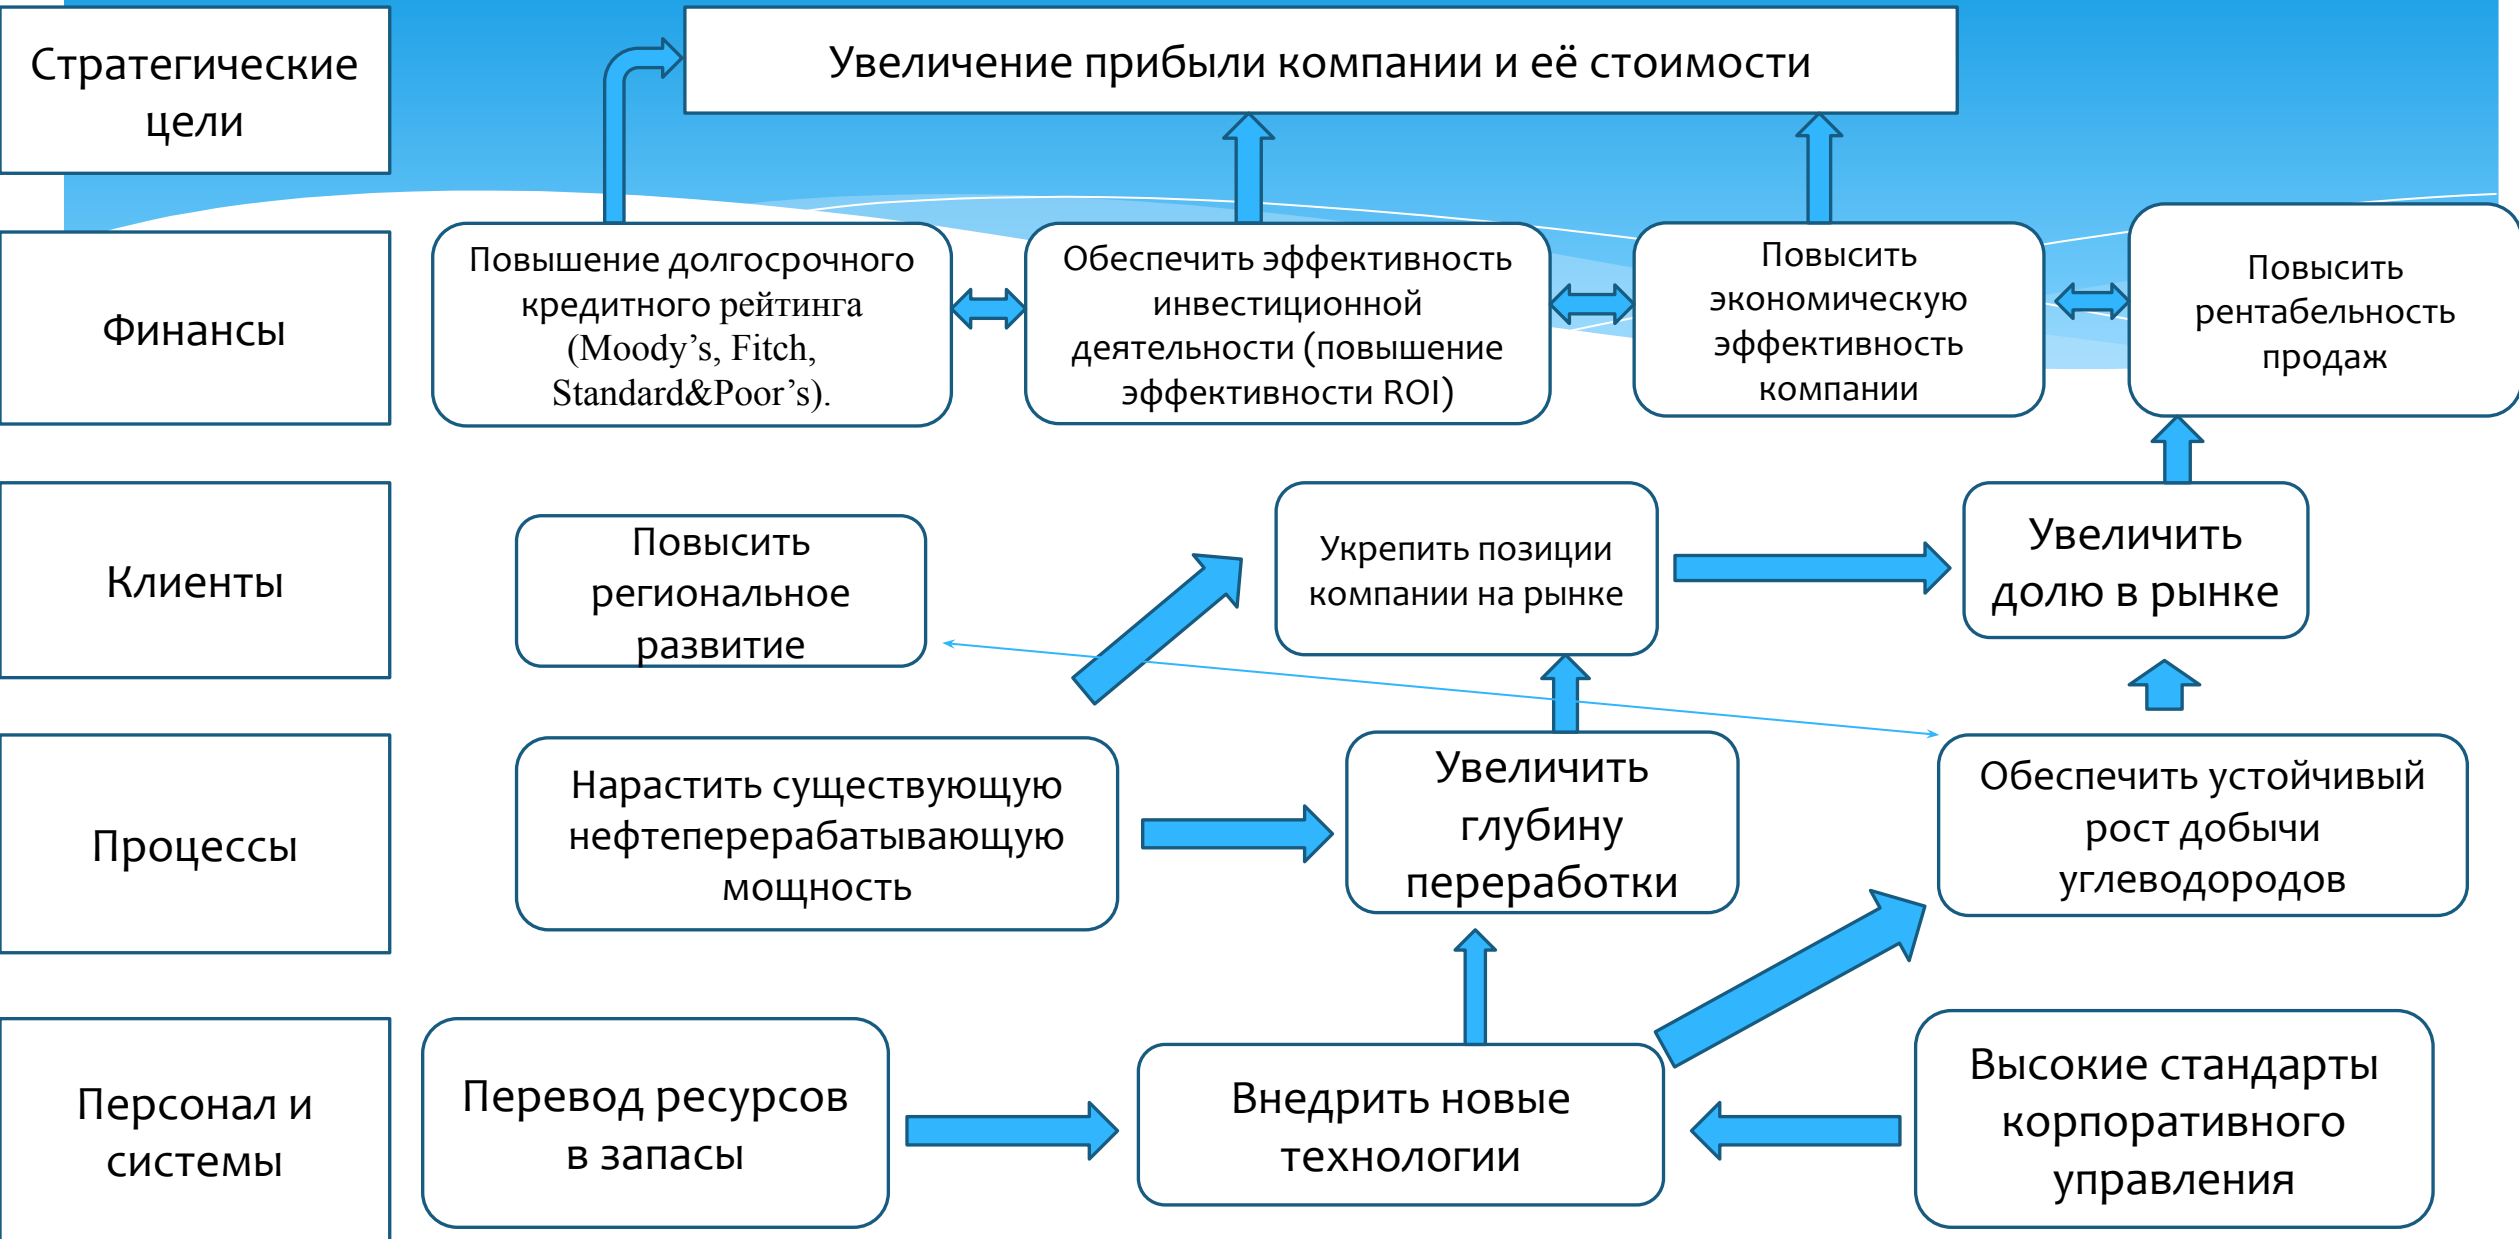 Стратегические
цели
Увеличение прибыли компании и её стоимости
Финансы
Повышение долгосрочного
кредитного рейтинга
(Moody’s, Fitch,
Standard&Poor’s).
Обеспечить эффективность
инвестиционной
деятельности (повышение
эффективности ROI)
Повысить
экономическую
эффективность
компании
Повысить
рентабельность
продаж
Клиенты
Повысить
региональное
развитие
Укрепить позиции
компании на рынке
Увеличить
долю в рынке
Процессы
Нарастить существующую
нефтеперерабатывающую
мощность
Увеличить
глубину
переработки
Обеспечить устойчивый
рост добычи
углеводородов
Персонал и
системы
Перевод ресурсов
в запасы
Внедрить новые
технологии
Высокие стандарты
корпоративного
управления